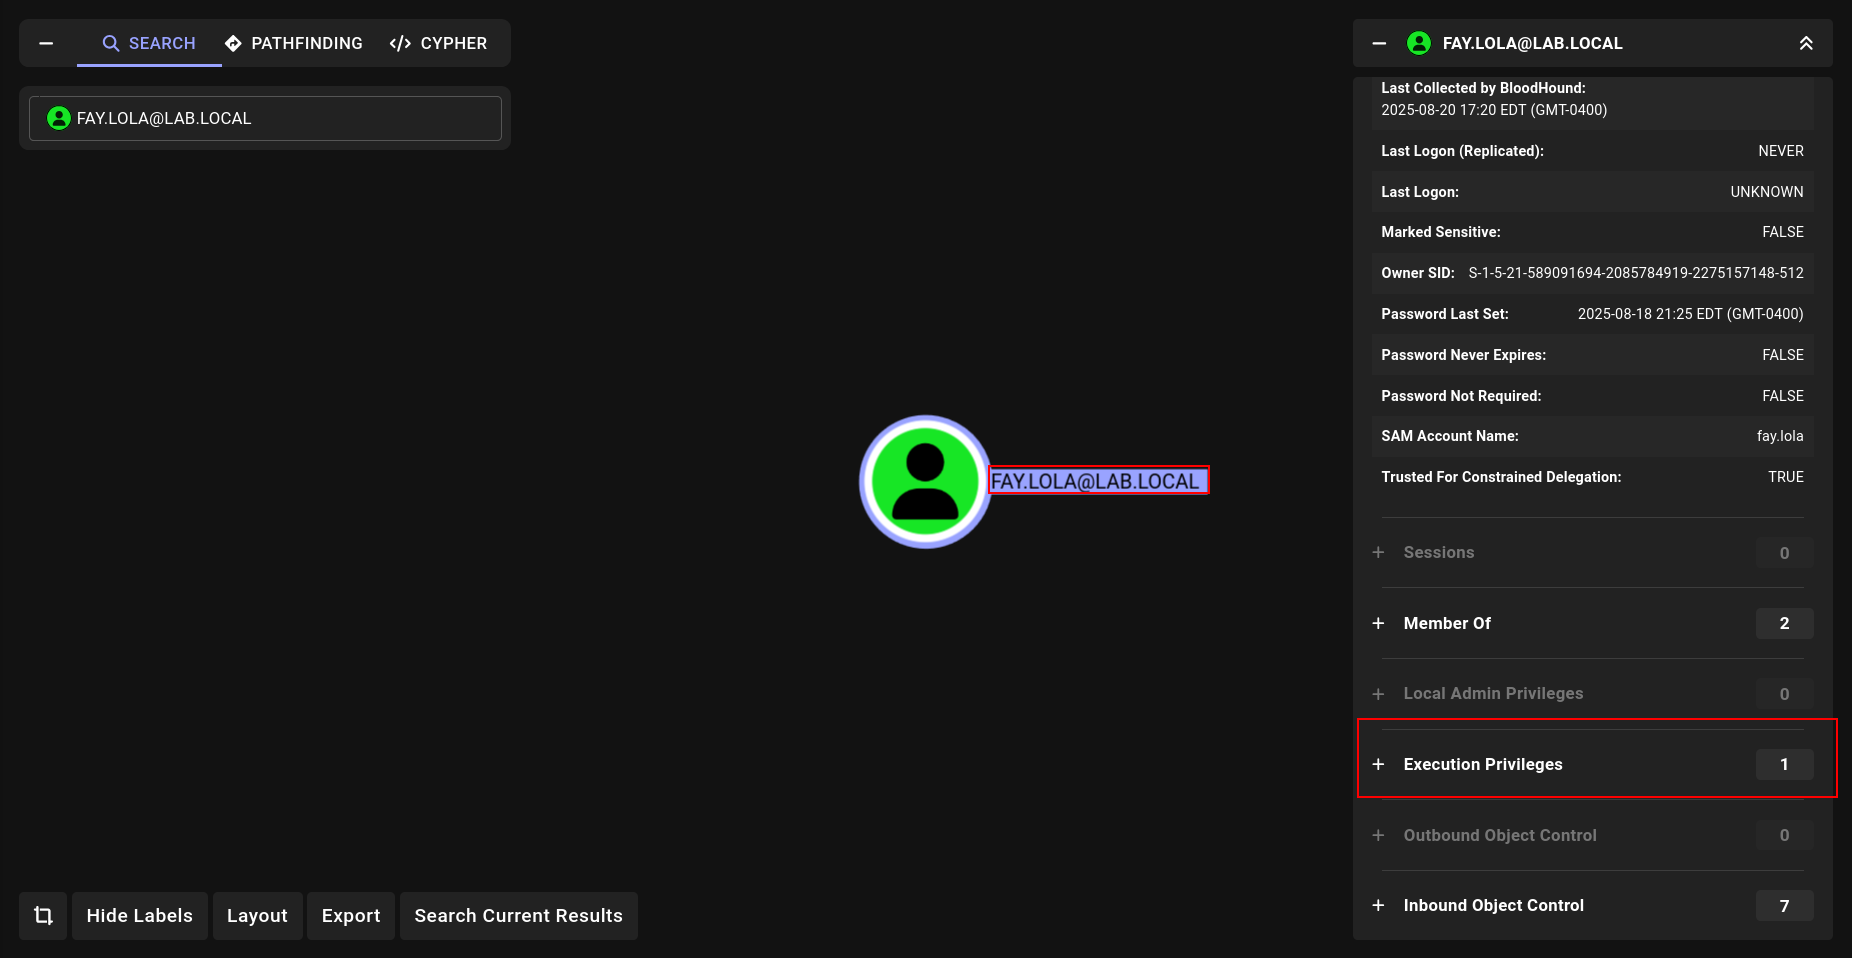 SEARCH PATHFINDING CYPHER
FAY.LOLA@LAB.LOCAL
FAY.LOLA@LAB.LOCAL
Hide Labels Layout Export Search Current Results
FAY.LOLA@LAB.LOCAL
Last Collected by BloodHound:
2025-08-20 17:20 EDT (GMT-0400)
Last Logon (Replicated): NEVER
Last Logon: UNKNOWN
Marked Sensitive: FALSE
Owner SID: S-1-5-21-589091694-2085784919-2275157148-512
Password Last Set: 2025-08-18 21:25 EDT (GMT-0400)
Password Never Expires: FALSE
Password Not Required: FALSE
SAM Account Name: fay.lola
Trusted For Constrained Delegation: TRUE
+ Sessions 0
+ Member Of 2
+ Local Admin Privileges 0
+ Execution Privileges 1
+ Outbound Object Control 0
+ Inbound Object Control 7